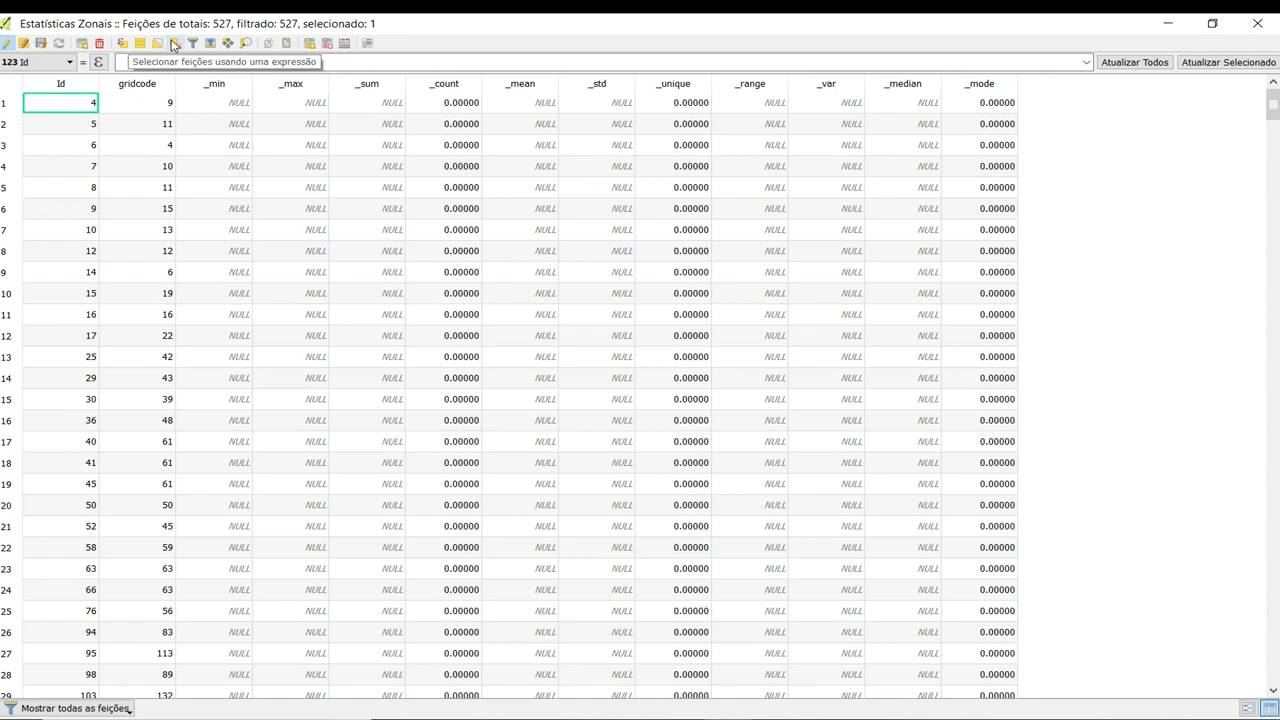 Estatísticas Zonais :: Feições de totais: 527, filtrado: 527, selecionado: 1
123 Id = ε Atualizar Todos Atualizar Selecionado
Selecionar feições usando uma expressão
Id gridcode _min _max _sum _count _mean _std _unique _range _var _median _mode
1 4 9 NULL NULL NULL 0.00000 NULL NULL 0.00000 NULL NULL NULL 0.00000
2 5 11 NULL NULL NULL 0.00000 NULL NULL 0.00000 NULL NULL NULL 0.00000
3 6 4 NULL NULL NULL 0.00000 NULL NULL 0.00000 NULL NULL NULL 0.00000
4 7 10 NULL NULL NULL 0.00000 NULL NULL 0.00000 NULL NULL NULL 0.00000
5 8 11 NULL NULL NULL 0.00000 NULL NULL 0.00000 NULL NULL NULL 0.00000
6 9 15 NULL NULL NULL 0.00000 NULL NULL 0.00000 NULL NULL NULL 0.00000
7 10 13 NULL NULL NULL 0.00000 NULL NULL 0.00000 NULL NULL NULL 0.00000
8 12 12 NULL NULL NULL 0.00000 NULL NULL 0.00000 NULL NULL NULL 0.00000
9 14 6 NULL NULL NULL 0.00000 NULL NULL 0.00000 NULL NULL NULL 0.00000
10 15 19 NULL NULL NULL 0.00000 NULL NULL 0.00000 NULL NULL NULL 0.00000
11 16 16 NULL NULL NULL 0.00000 NULL NULL 0.00000 NULL NULL NULL 0.00000
12 17 22 NULL NULL NULL 0.00000 NULL NULL 0.00000 NULL NULL NULL 0.00000
13 25 42 NULL NULL NULL 0.00000 NULL NULL 0.00000 NULL NULL NULL 0.00000
14 29 43 NULL NULL NULL 0.00000 NULL NULL 0.00000 NULL NULL NULL 0.00000
15 30 39 NULL NULL NULL 0.00000 NULL NULL 0.00000 NULL NULL NULL 0.00000
16 36 48 NULL NULL NULL 0.00000 NULL NULL 0.00000 NULL NULL NULL 0.00000
17 40 61 NULL NULL NULL 0.00000 NULL NULL 0.00000 NULL NULL NULL 0.00000
18 41 61 NULL NULL NULL 0.00000 NULL NULL 0.00000 NULL NULL NULL 0.00000
19 45 61 NULL NULL NULL 0.00000 NULL NULL 0.00000 NULL NULL NULL 0.00000
20 50 50 NULL NULL NULL 0.00000 NULL NULL 0.00000 NULL NULL NULL 0.00000
21 52 45 NULL NULL NULL 0.00000 NULL NULL 0.00000 NULL NULL NULL 0.00000
22 58 59 NULL NULL NULL 0.00000 NULL NULL 0.00000 NULL NULL NULL 0.00000
23 63 63 NULL NULL NULL 0.00000 NULL NULL 0.00000 NULL NULL NULL 0.00000
24 66 63 NULL NULL NULL 0.00000 NULL NULL 0.00000 NULL NULL NULL 0.00000
25 76 56 NULL NULL NULL 0.00000 NULL NULL 0.00000 NULL NULL NULL 0.00000
26 94 83 NULL NULL NULL 0.00000 NULL NULL 0.00000 NULL NULL NULL 0.00000
27 95 113 NULL NULL NULL 0.00000 NULL NULL 0.00000 NULL NULL NULL 0.00000
28 98 89 NULL NULL NULL 0.00000 NULL NULL 0.00000 NULL NULL NULL 0.00000
29 103 132 NULL NULL NULL 0.00000 NULL NULL 0.00000 NULL NULL NULL 0.00000
Mostrar todas as feições